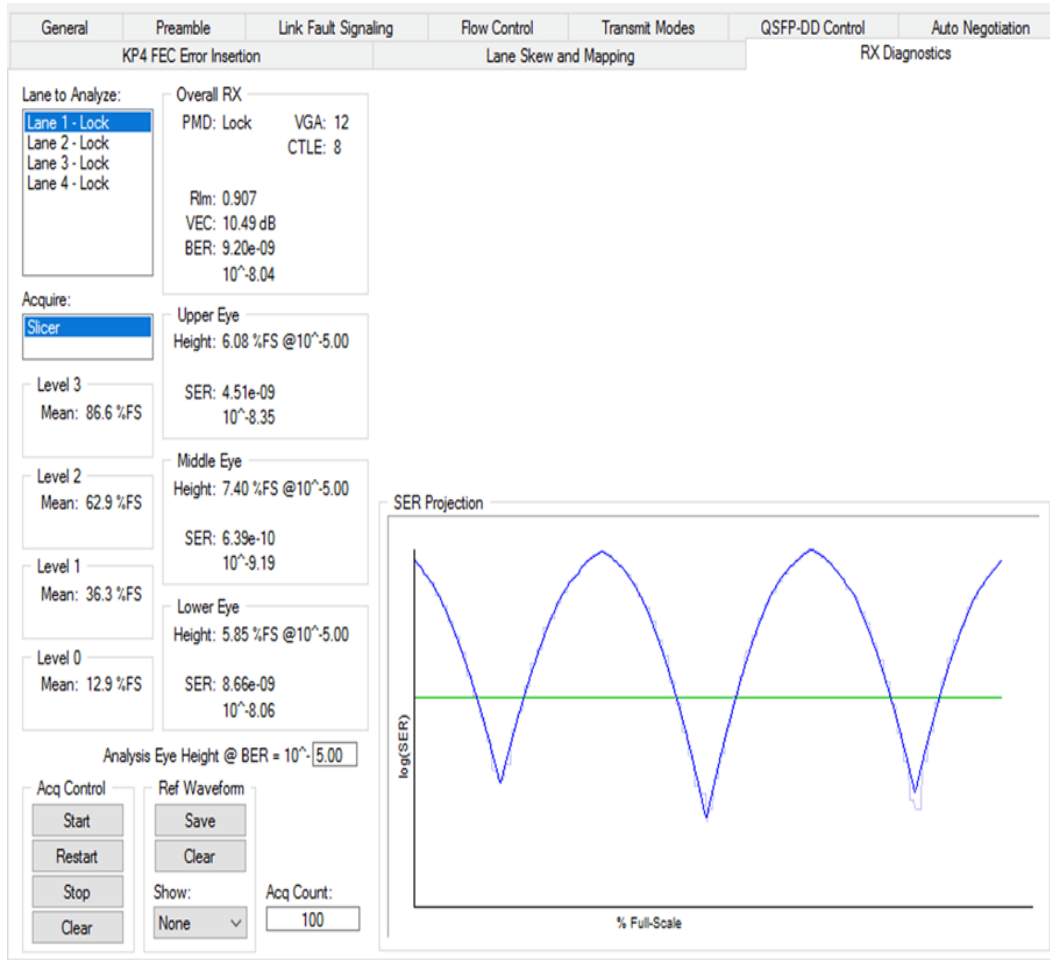 General
Preamble
Link Fault Signaling
Flow Control
Transmit Modes
QSFP-DD Control
Auto Negotiation
KP4 FEC Error Insertion
Lane Skew and Mapping
RX Diagnostics
Lane to Analyze:
Lane 1 - Lock
Lane 2 - Lock
Lane 3 - Lock
Lane 4 - Lock
Overall RX
PMD: Lock
VGA: 12
CTLE: 8
Rlm: 0.907
VEC: 10.49 dB
BER: 9.20e-09
10^-8.04
Acquire:
Slicer
Upper Eye
Height: 6.08 %FS @10^-5.00
SER: 4.51e-09
10^-8.35
Level 3
Mean: 86.6 %FS
Middle Eye
Height: 7.40 %FS @10^-5.00
SER: 6.39e-10
10^-9.19
Level 2
Mean: 62.9 %FS
Level 1
Mean: 36.3 %FS
Lower Eye
Height: 5.85 %FS @10^-5.00
SER: 8.66e-09
10^-8.06
Level 0
Mean: 12.9 %FS
Analysis Eye Height @ BER = 10^- 5.00
Acq Control
Start
Restart
Stop
Clear
Ref Waveform
Save
Clear
Show:
None
Acq Count:
100
SER Projection
log(SER)
% Full-Scale